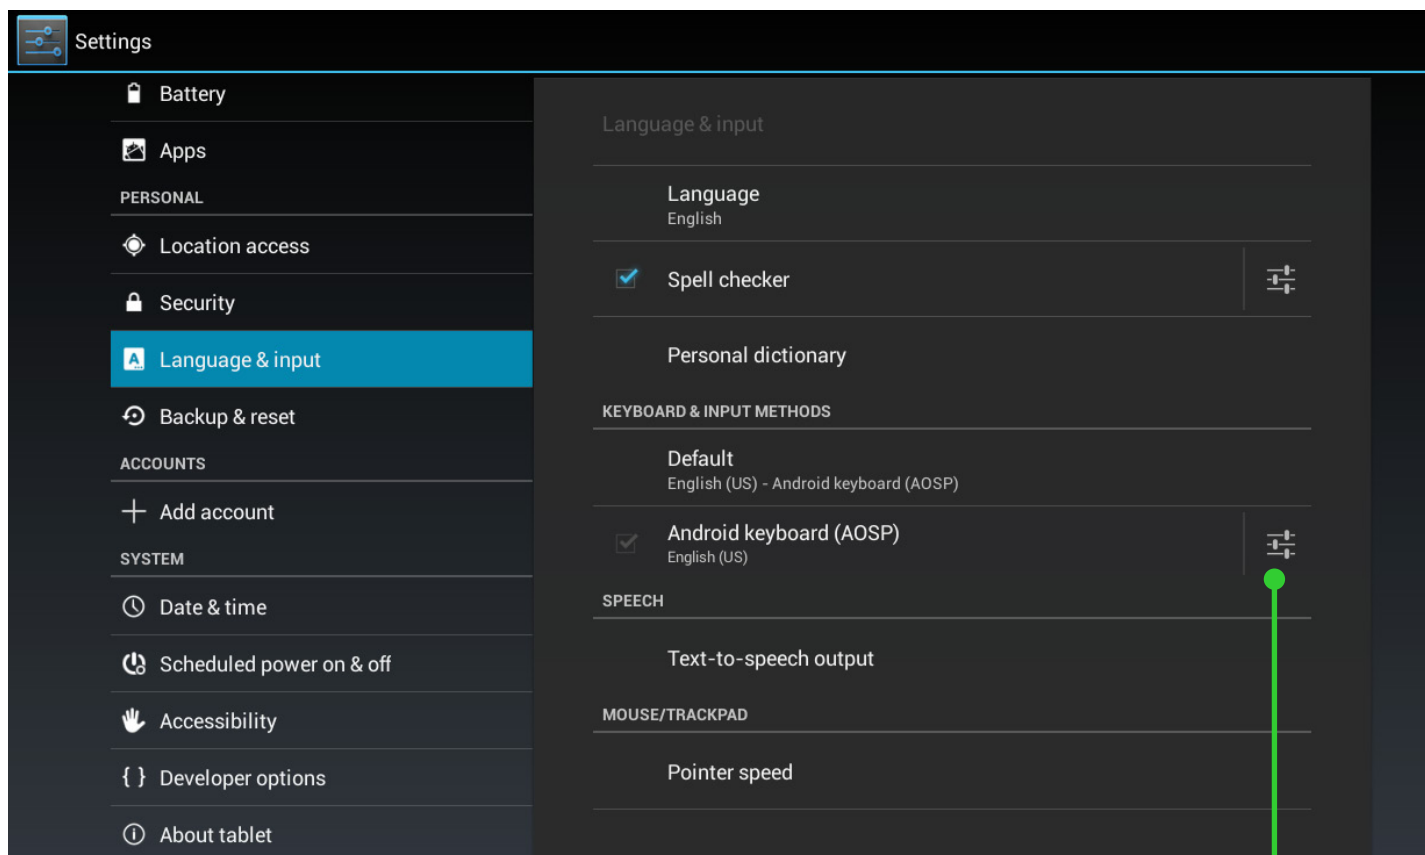 Settings
Battery
Apps
PERSONAL
Location access
Security
Language & input
Backup & reset
ACCOUNTS
Add account
SYSTEM
Date & time
Scheduled power on & off
Accessibility
{ } Developer options
About tablet
Language & input
Language
English
Spell checker
Personal dictionary
KEYBOARD & INPUT METHODS
Default
English (US) - Android keyboard (AOSP)
Android keyboard (AOSP)
English (US)
SPEECH
Text-to-speech output
MOUSE/TRACKPAD
Pointer speed